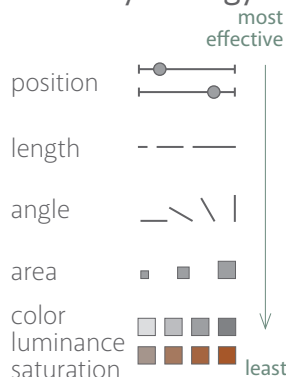 most
effective
position
length
angle
area
color
luminance
saturation
least